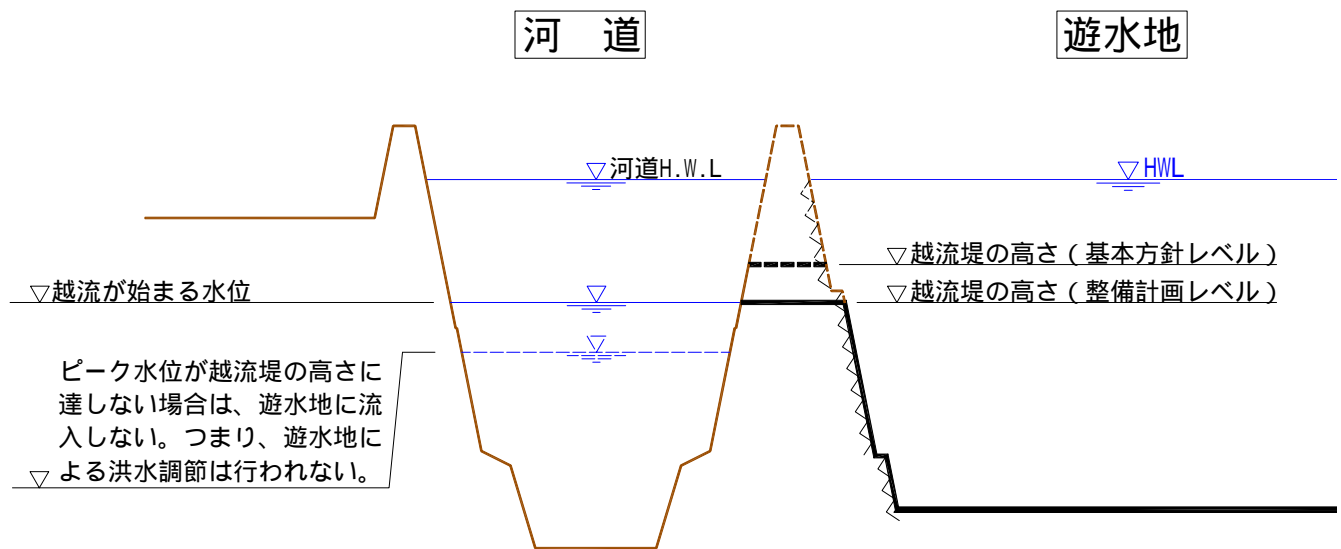 河 道
遊水地
▽河道H.W.L
▽HWL
▽越流堤の高さ(基本方針レベル)
▽越流が始まる水位
▽越流堤の高さ(整備計画レベル)
ピーク水位が越流堤の高さに
達しない場合は、遊水地に流
入しない。つまり、遊水地に
よる洪水調節は行われない。